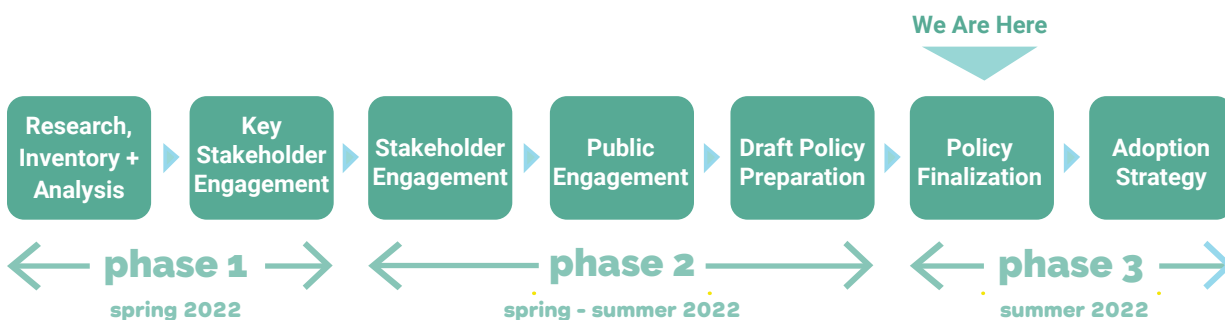 We Are Here
Research,
Inventory +
Analysis
Key
Stakeholder
Engagement
Stakeholder
Engagement
Public
Engagement
Draft Policy
Preparation
Policy
Finalization
Adoption
Strategy
phase 1
phase 2
phase 3
spring 2022
spring - summer 2022
summer 2022